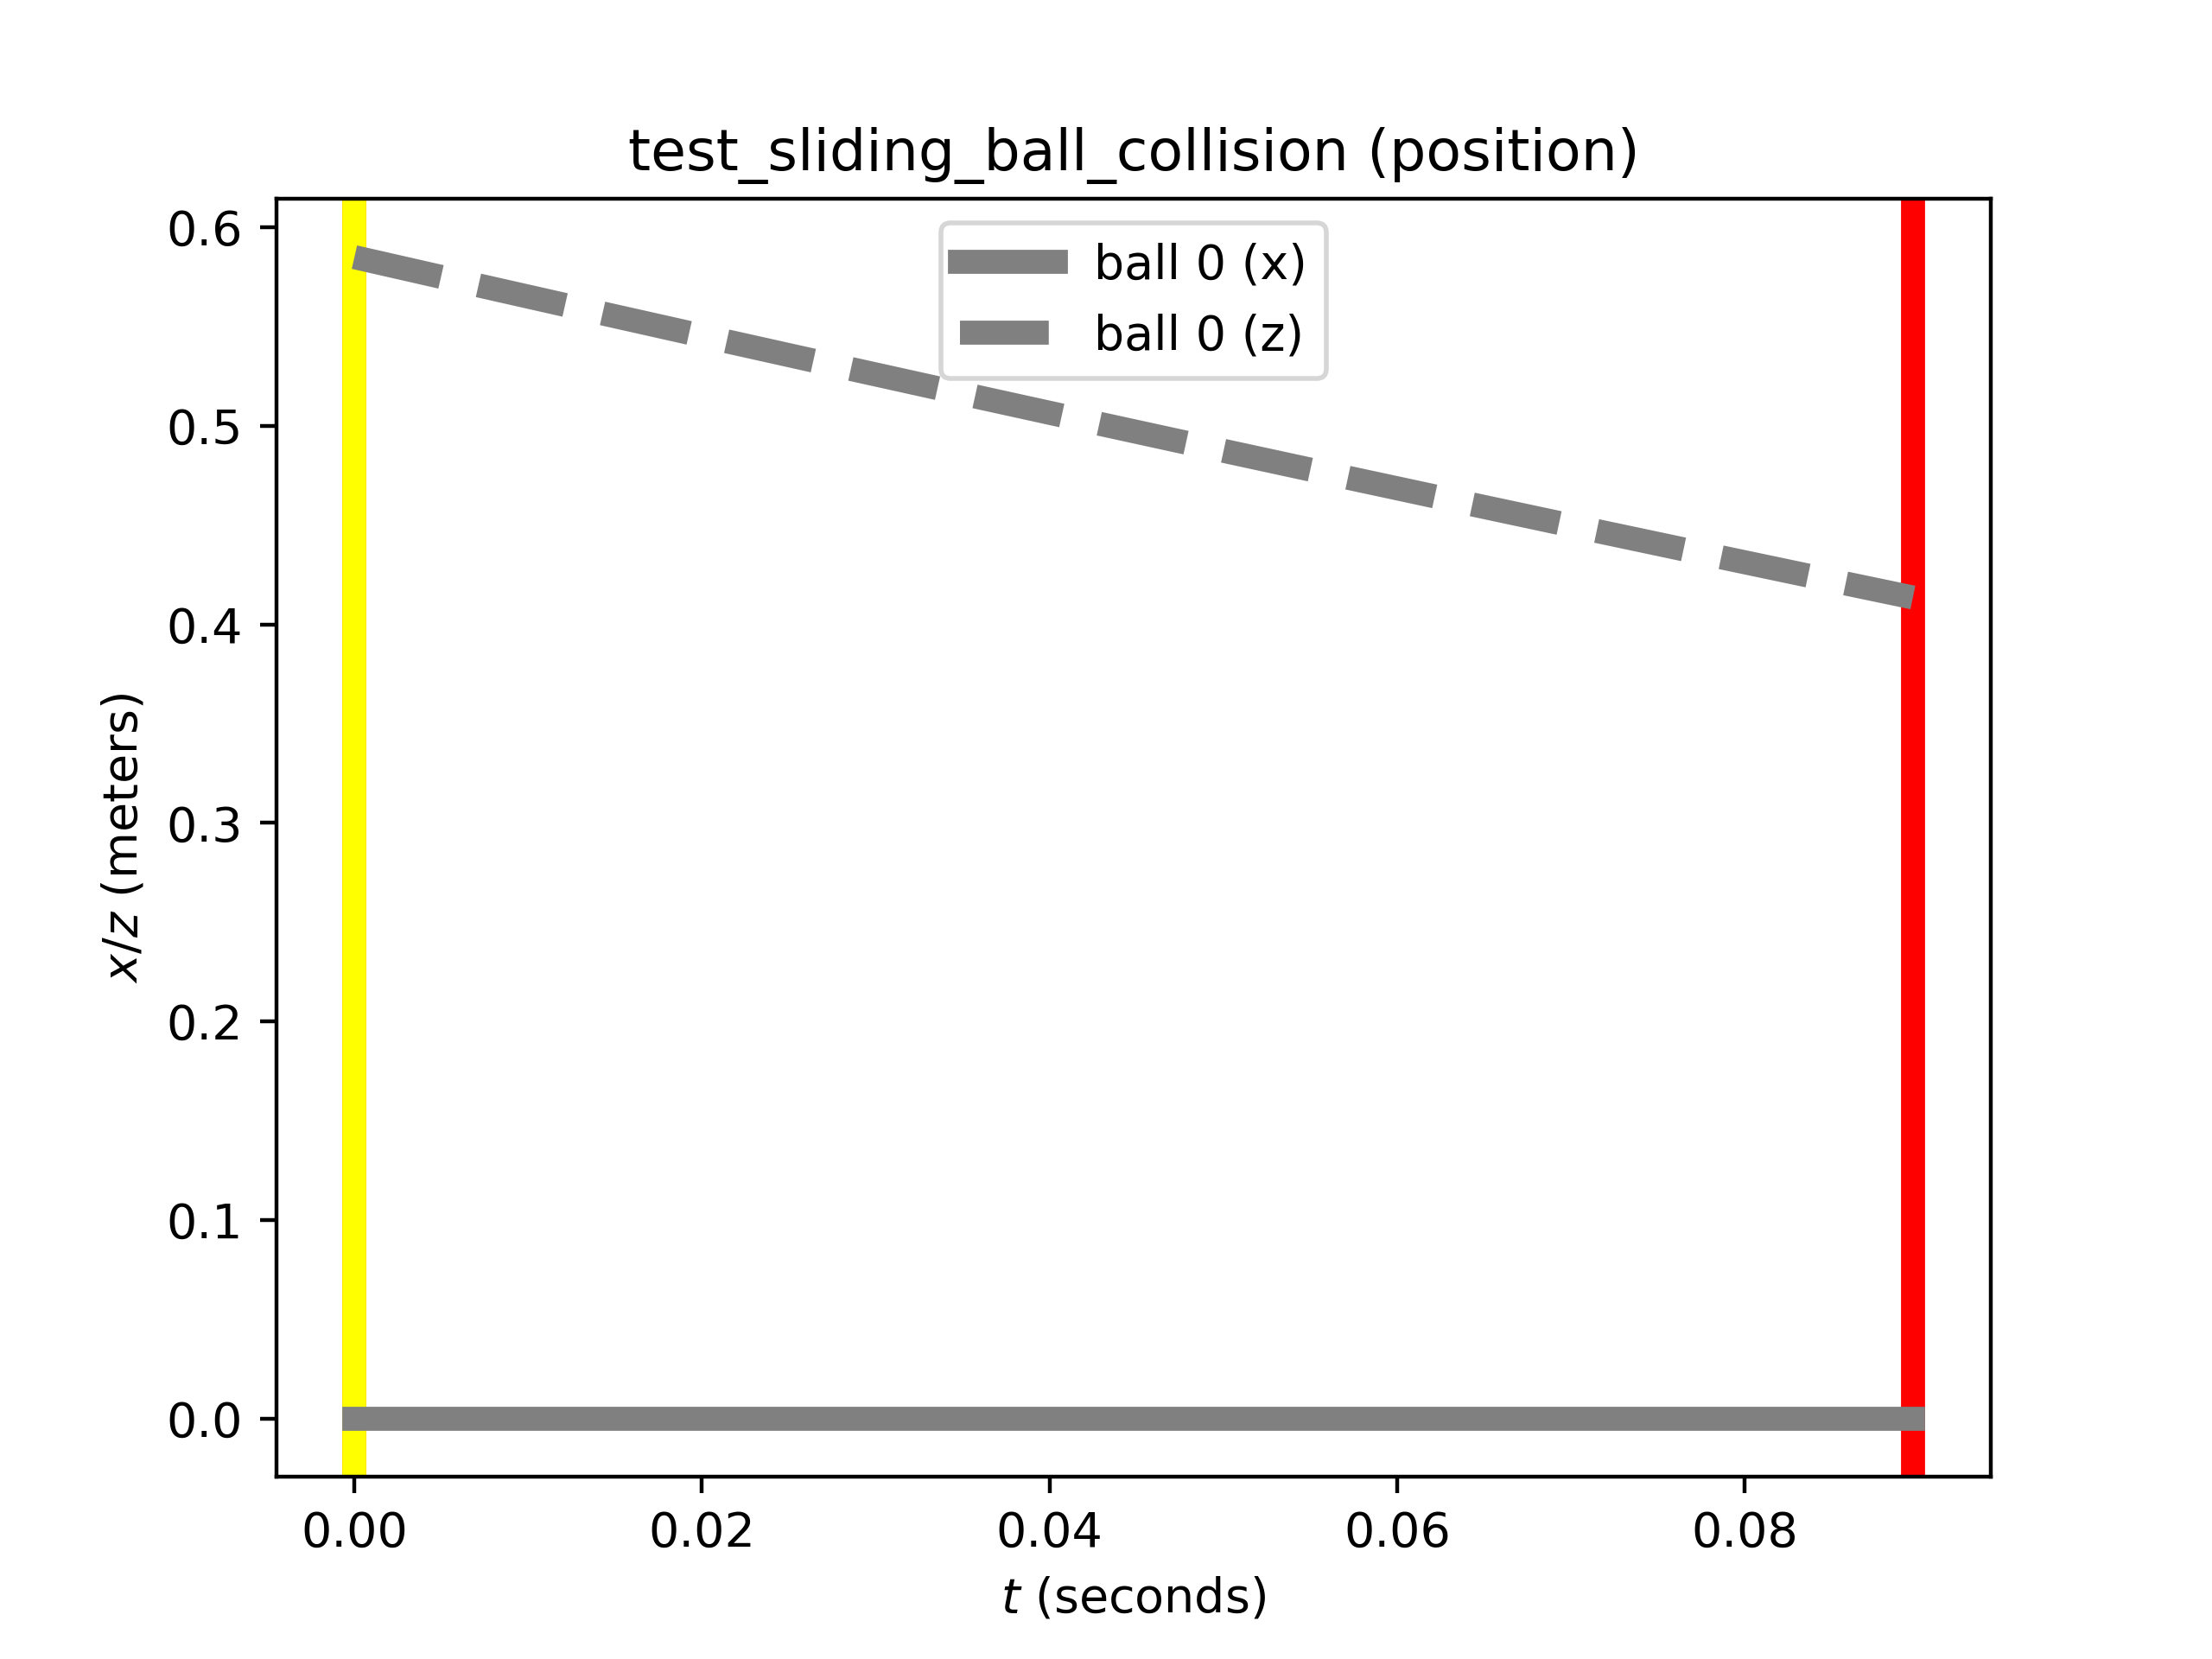 test_sliding_ball_collision (position)
ball 0 (x)
ball 0 (z)
0.6
0.5
0.4
0.3
0.2
0.1
0.0
x/z (meters)
0.00 0.02 0.04 0.06 0.08
t (seconds)